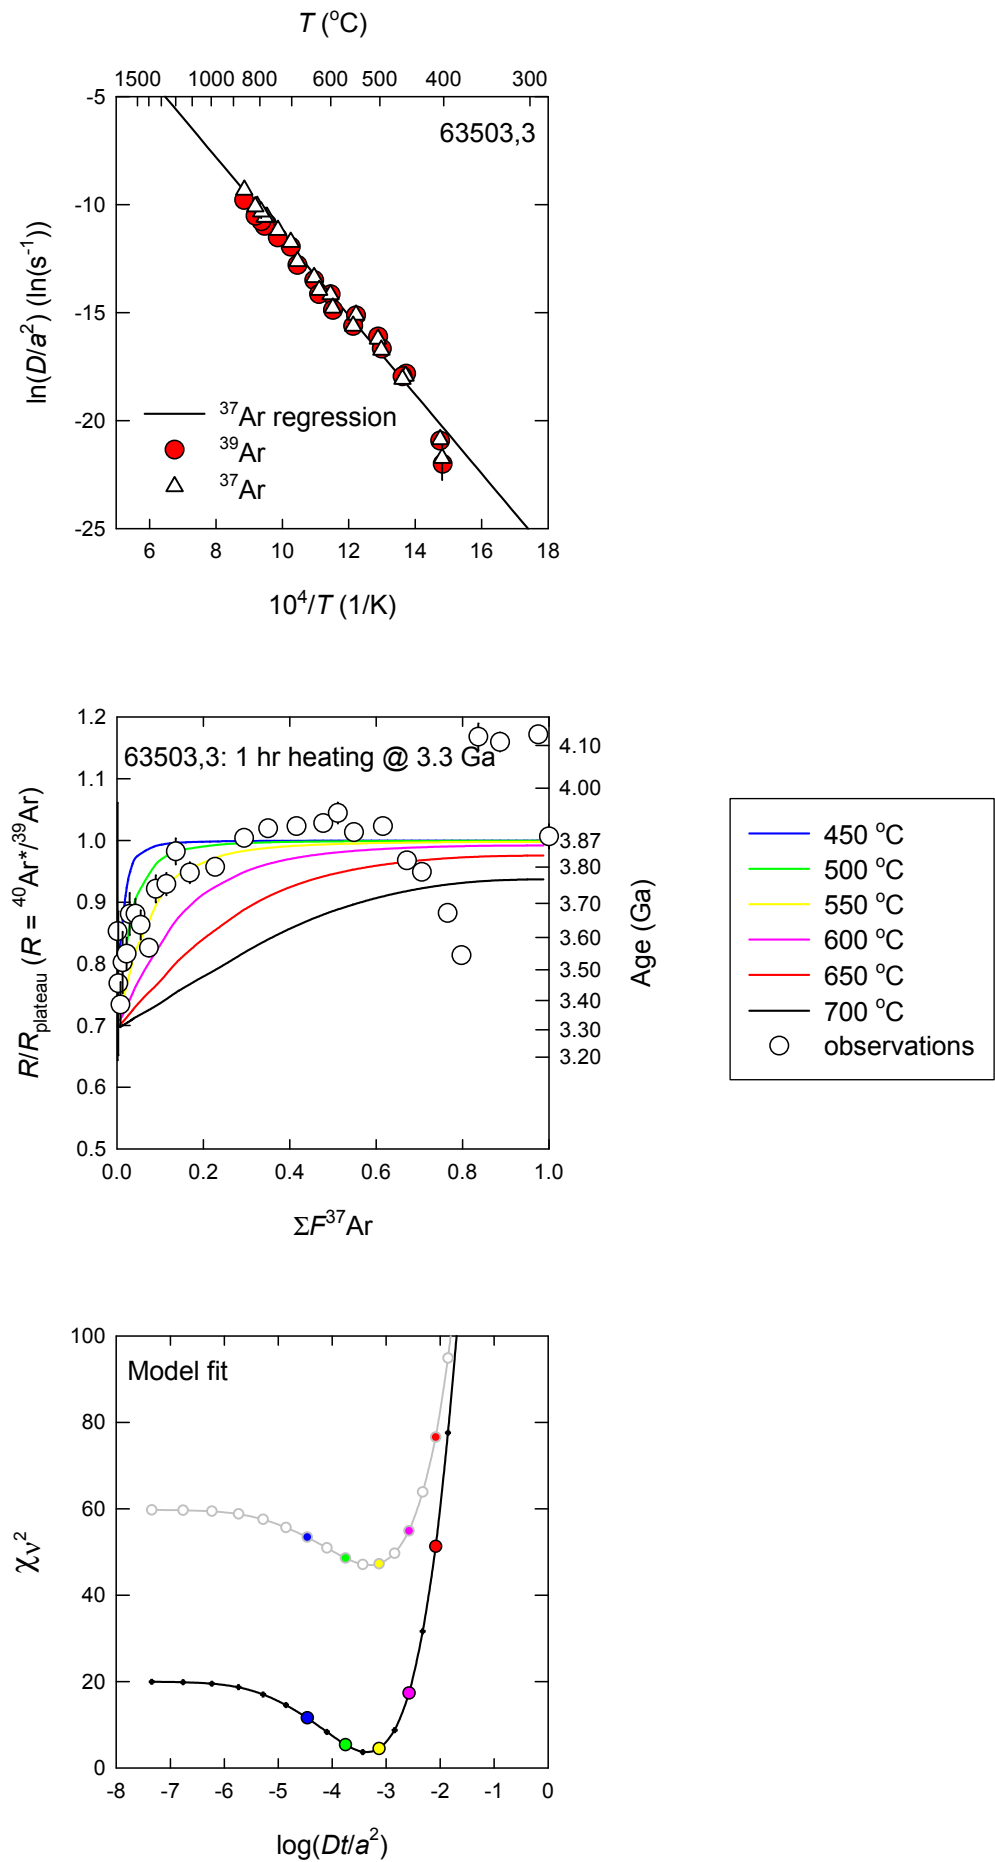 T (°C)
1500 1000 800 600 500 400 300
-5
63503,3
-10
-15
-20
-25
ln(D/a²) (ln(s⁻¹))
³⁷Ar regression
³⁹Ar
³⁷Ar
6 8 10 12 14 16 18
10⁴/T (1/K)
63503,3: 1 hr heating @ 3.3 Ga
1.2
1.1
1.0
0.9
0.8
0.7
0.6
0.5
R/R_plateau (R = ⁴⁰Ar*/³⁹Ar)
4.10
4.00
3.87
3.80
3.70
3.60
3.50
3.40
3.30
3.20
Age (Ga)
0.0 0.2 0.4 0.6 0.8 1.0
ΣF³⁷Ar
450 °C
500 °C
550 °C
600 °C
650 °C
700 °C
observations
Model fit
100
80
60
40
20
0
χν²
-8 -7 -6 -5 -4 -3 -2 -1 0
log(Dt/a²)